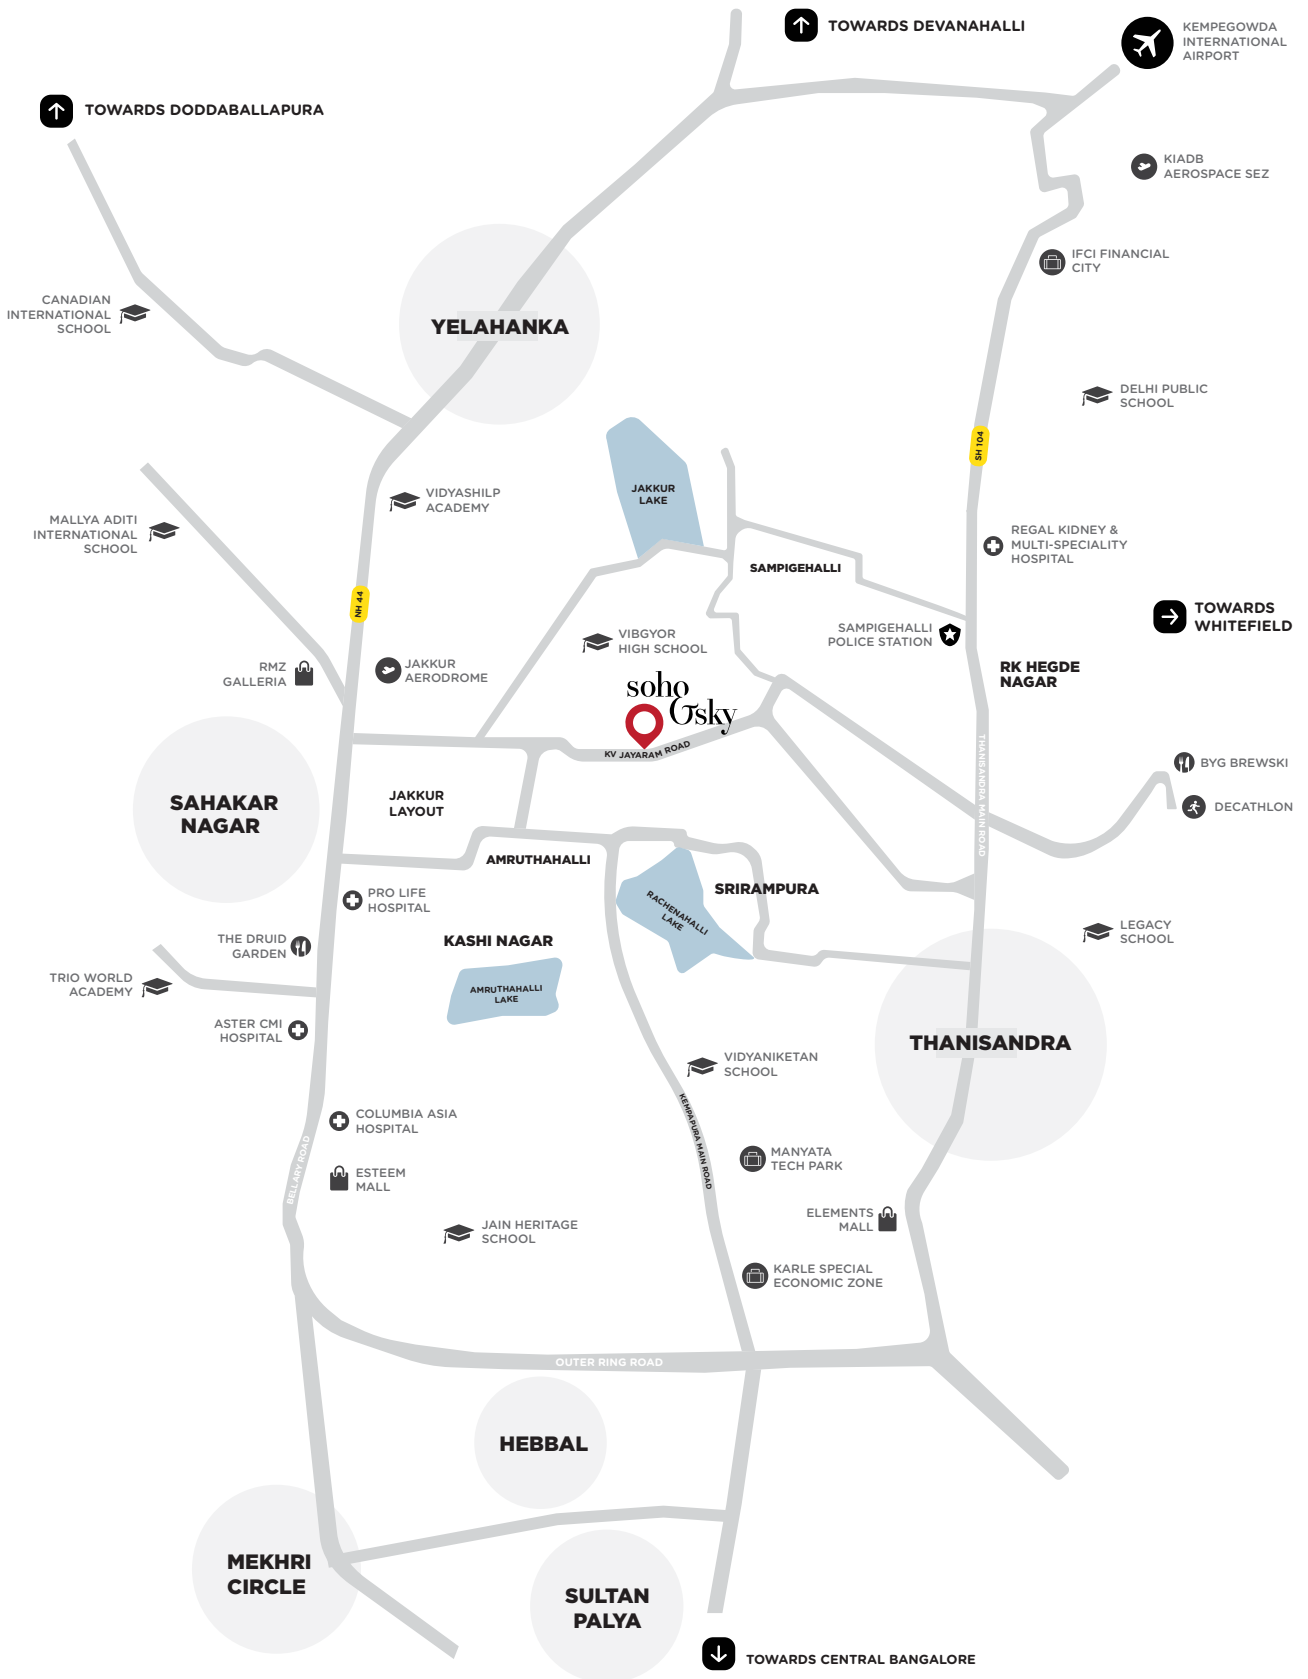 TOWARDS DEVANAHALLI
KEMPEGOWDA
INTERNATIONAL
AIRPORT
TOWARDS DODDABALLAPURA
KIADB
AEROSPACE SEZ
IFCI FINANCIAL
CITY
CANADIAN
INTERNATIONAL
SCHOOL
YELAHANKA
DELHI PUBLIC
SCHOOL
SH 104
JAKKUR
LAKE
VIDYASHILP
ACADEMY
MALLYA ADITI
INTERNATIONAL
SCHOOL
REGAL KIDNEY &
MULTI-SPECIALITY
HOSPITAL
SAMPIGEHALLI
NH 44
TOWARDS
WHITEFIELD
SAMPIGEHALLI
POLICE STATION
VIBGYOR
HIGH SCHOOL
RMZ
GALLERIA
JAKKUR
AERODROME
RK HEGDE
NAGAR
soho
&sky
KV JAYARAM ROAD
THANISANDRA MAIN ROAD
BYG BREWSKI
DECATHLON
SAHAKAR
NAGAR
JAKKUR
LAYOUT
AMRUTHAHALLI
SRIRAMPURA
RACHENAHALLI
LAKE
PRO LIFE
HOSPITAL
LEGACY
SCHOOL
THE DRUID
GARDEN
KASHI NAGAR
TRIO WORLD
ACADEMY
AMRUTHAHALLI
LAKE
ASTER CMI
HOSPITAL
THANISANDRA
VIDYANIKETAN
SCHOOL
COLUMBIA ASIA
HOSPITAL
KEMPAPURA MAIN ROAD
BELLARY ROAD
MANYATA
TECH PARK
ESTEEM
MALL
ELEMENTS
MALL
JAIN HERITAGE
SCHOOL
KARLE SPECIAL
ECONOMIC ZONE
OUTER RING ROAD
HEBBAL
MEKHRI
CIRCLE
SULTAN
PALYA
TOWARDS CENTRAL BANGALORE